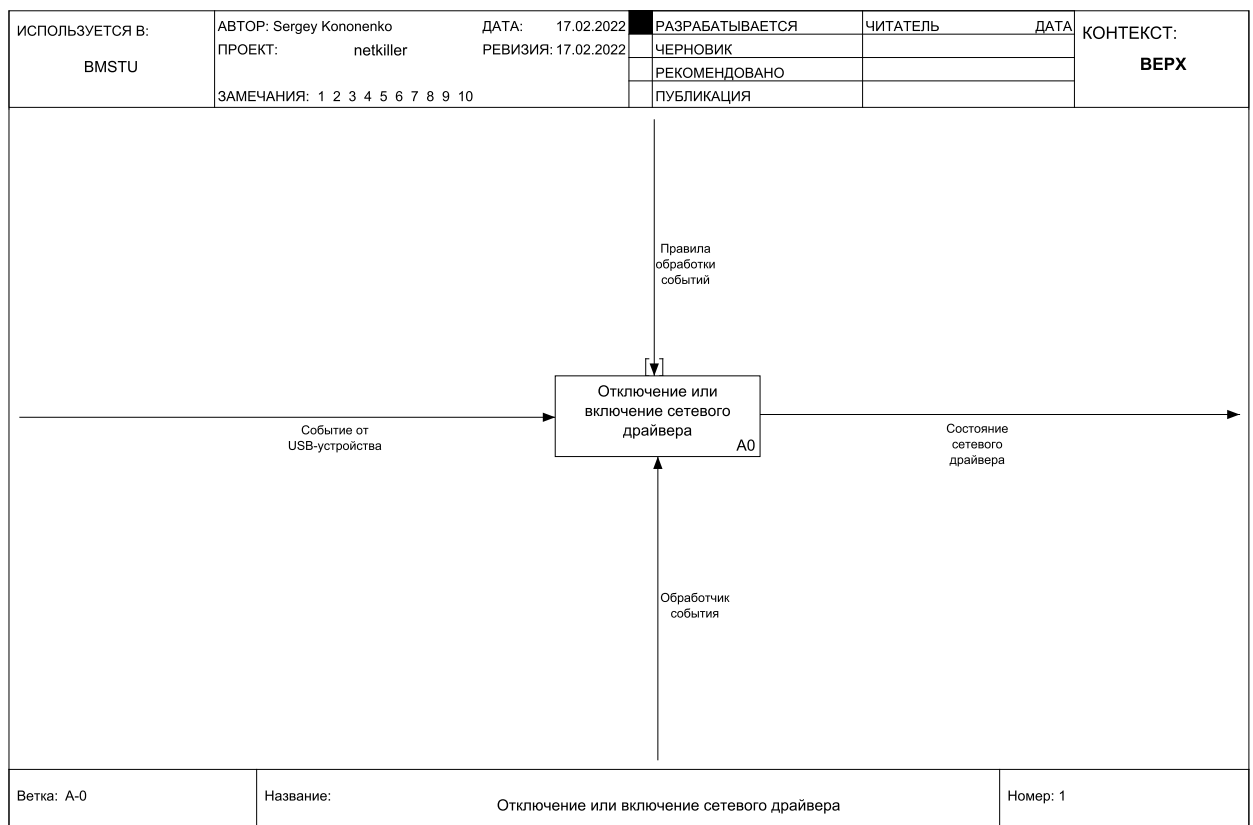 ИСПОЛЬЗУЕТСЯ В:
BMSTU
АВТОР: Sergey Kononenko
ДАТА: 17.02.2022
ПРОЕКТ: netkiller
РЕВИЗИЯ: 17.02.2022
ЗАМЕЧАНИЯ: 1 2 3 4 5 6 7 8 9 10
РАЗРАБАТЫВАЕТСЯ
ЧЕРНОВИК
РЕКОМЕНДОВАНО
ПУБЛИКАЦИЯ
ЧИТАТЕЛЬ ДАТА
КОНТЕКСТ:
ВЕРХ
Правила
обработки
событий
Отключение или
включение сетевого
драйвера
A0
Событие от
USB-устройства
Состояние
сетевого
драйвера
Обработчик
события
Ветка: A-0
Название:
Отключение или включение сетевого драйвера
Номер: 1